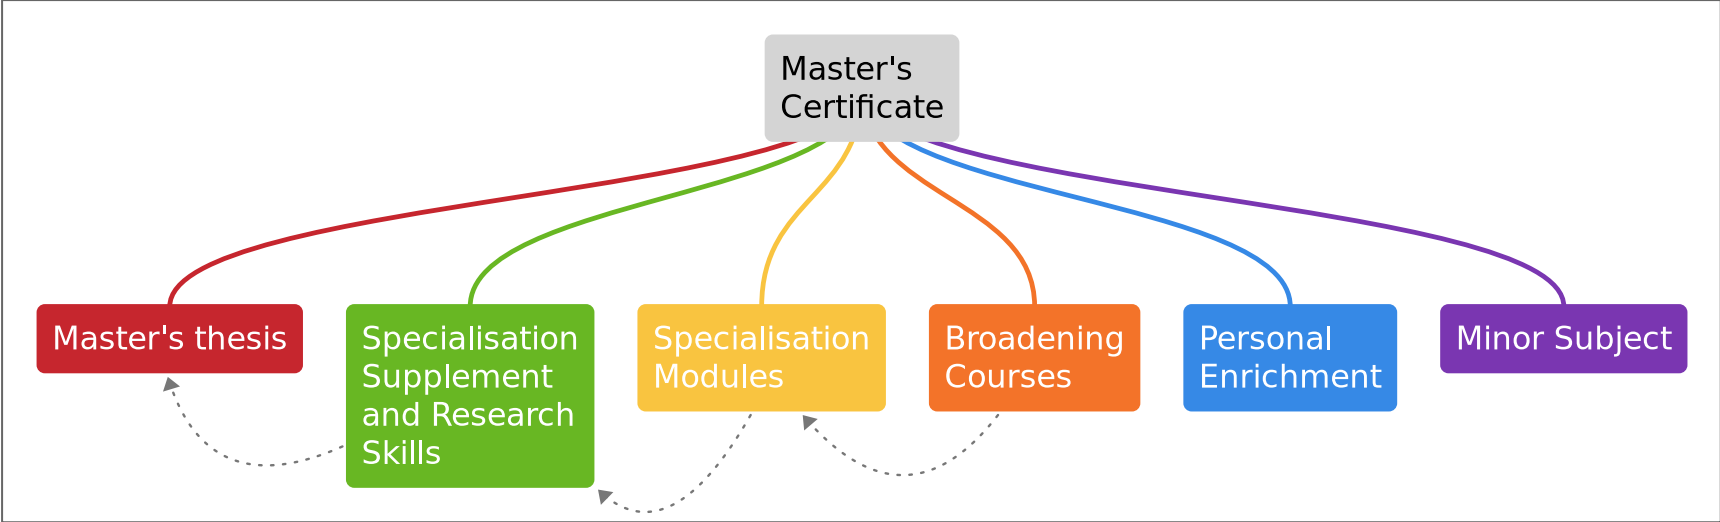 Master's
Certificate
Master's thesis
Specialisation
Supplement
and Research
Skills
Specialisation
Modules
Broadening
Courses
Personal
Enrichment
Minor Subject